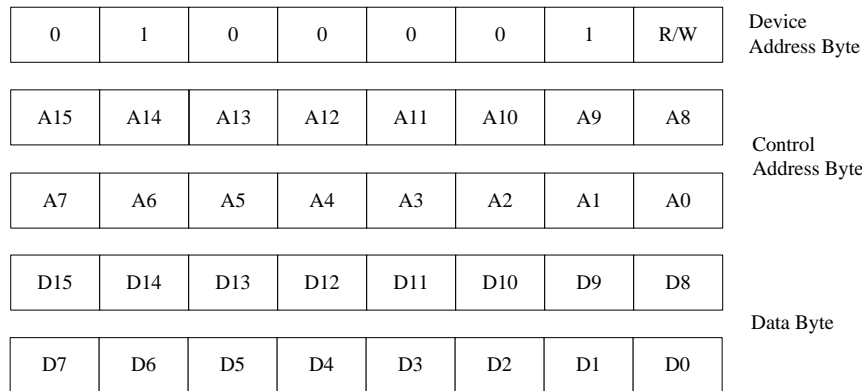 0 1 0 0 0 0 1 R/W
Device
Address Byte
A15 A14 A13 A12 A11 A10 A9 A8
Control
Address Byte
A7 A6 A5 A4 A3 A2 A1 A0
D15 D14 D13 D12 D11 D10 D9 D8
Data Byte
D7 D6 D5 D4 D3 D2 D1 D0